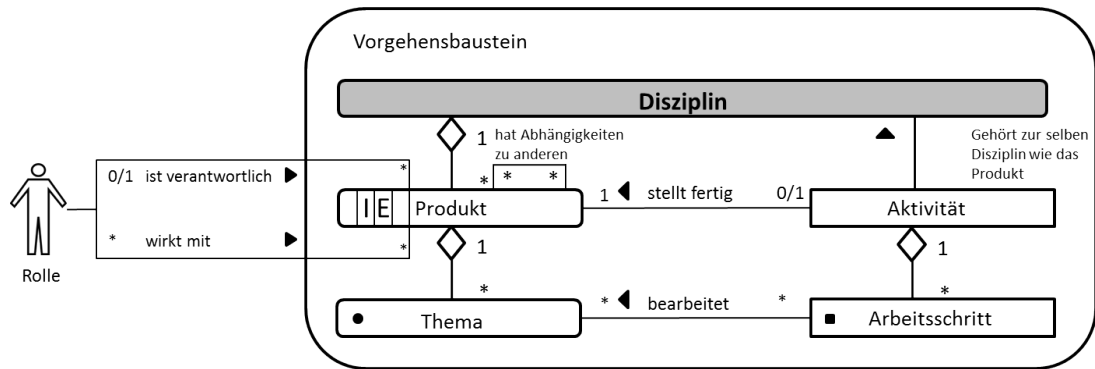 Vorgehensbaustein
Disziplin
1
hat Abhängigkeiten
zu anderen
Gehört zur selben
Disziplin wie das
Produkt
0/1 ist verantwortlich
*
*
* *
I E Produkt
1
stellt fertig
0/1
Aktivität
* wirkt mit
*
Rolle
1
1
*
*
Thema
*
bearbeitet
*
Arbeitsschritt